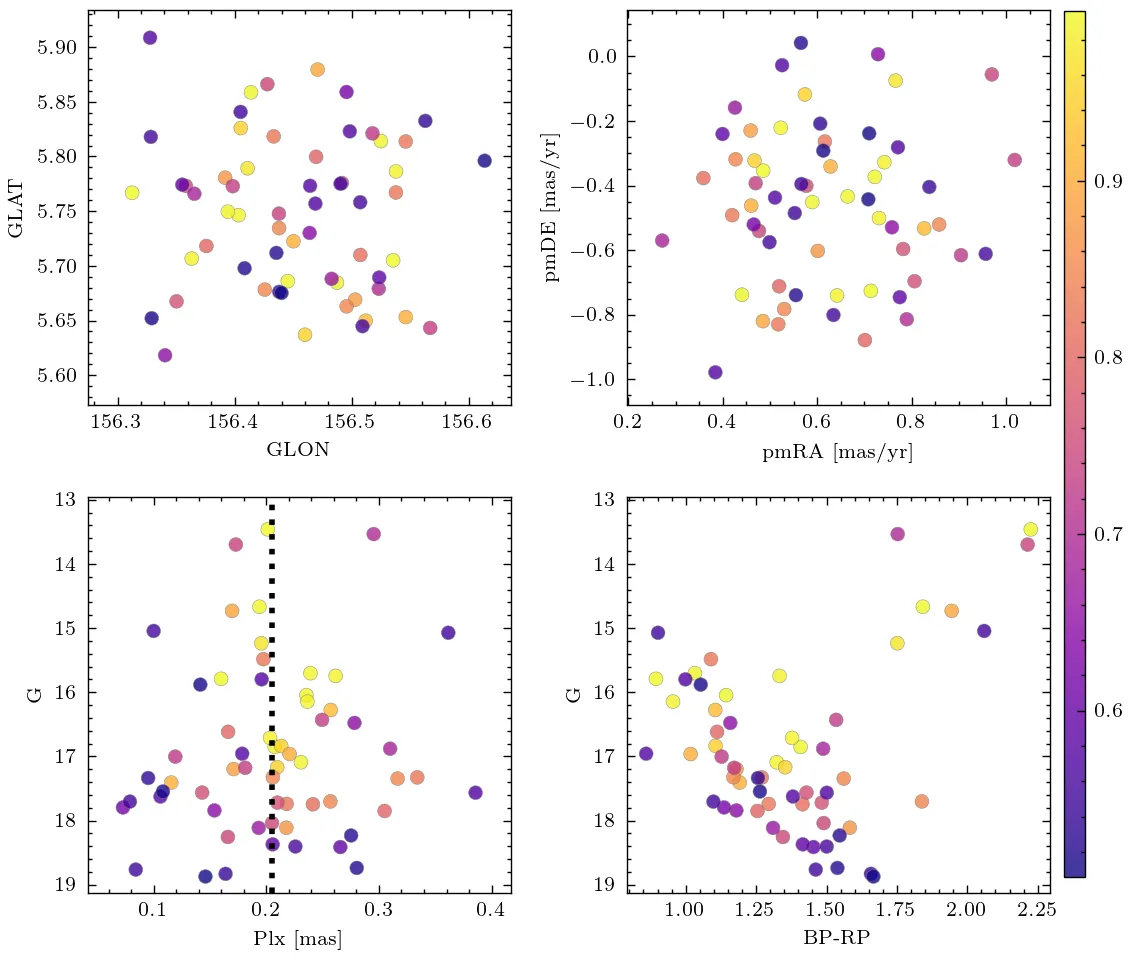 5.90
5.85
5.80
5.75
5.70
5.65
5.60
GLAT
156.3 156.4 156.5 156.6
GLON
0.0
−0.2
−0.4
−0.6
−0.8
−1.0
pmDE [mas/yr]
0.2 0.4 0.6 0.8 1.0
pmRA [mas/yr]
0.9
0.8
0.7
0.6
13
14
15
16
17
18
19
G
0.1 0.2 0.3 0.4
Plx [mas]
13
14
15
16
17
18
19
G
1.00 1.25 1.50 1.75 2.00 2.25
BP-RP